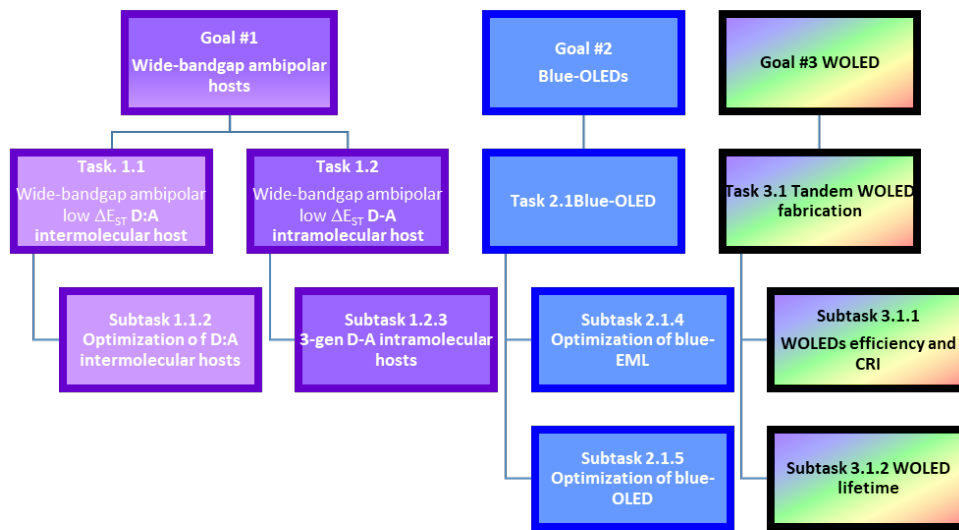 Goal #1
Wide-bandgap ambipolar
hosts
Goal #2
Blue-OLEDs
Goal #3 WOLED
Task. 1.1
Wide-bandgap ambipolar
low ΔE_ST D:A
intermolecular host
Task 1.2
Wide-bandgap ambipolar
low ΔE_ST D-A
intramolecular host
Task 2.1Blue-OLED
Task 3.1 Tandem WOLED
fabrication
Subtask 1.1.2
Optimization of D:A
intermolecular hosts
Subtask 1.2.3
3-gen D-A intramolecular
hosts
Subtask 2.1.4
Optimization of blue-
EML
Subtask 3.1.1
WOLEDs efficiency and
CRI
Subtask 2.1.5
Optimization of blue-
OLED
Subtask 3.1.2 WOLED
lifetime